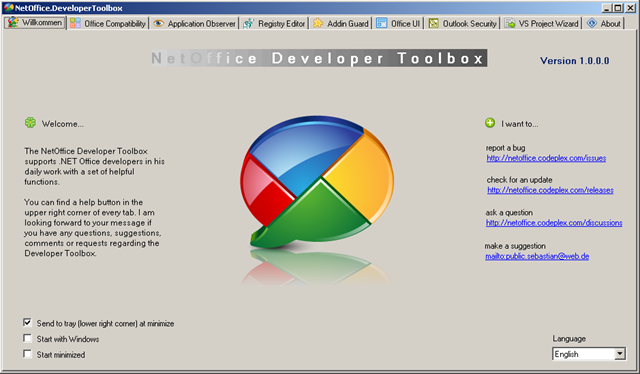 NetOffice.DeveloperToolbox
Willkommen
Office Compatibility
Application Observer
Registry Editor
Addin Guard
Office UI
Outlook Security
VS Project Wizard
About
NetOffice Developer Toolbox
Version 1.0.0.0
Welcome...
The NetOffice Developer Toolbox
supports .NET Office developers in his
daily work with a set of helpful
functions.
You can find a help button in the
upper right corner of every tab. I am
looking forward to your message if
you have any questions, suggestions,
comments or requests regarding the
Developer Toolbox.
I want to...
report a bug
http://netoffice.codeplex.com/issues
check for an update
http://netoffice.codeplex.com/releases
ask a question
http://netoffice.codeplex.com/discussions
make a suggestion
mailto:public.sebastian@web.de
Send to tray (lower right corner) at minimize
Start with Windows
Start minimized
Language
English